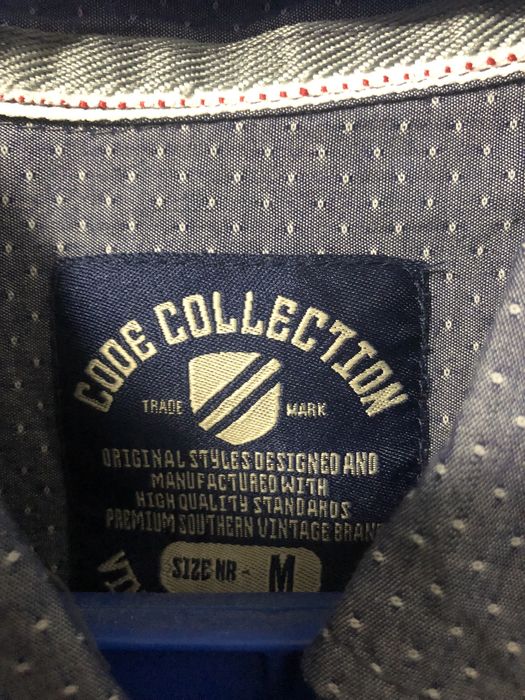 CODE COLLECTION
TRADE MARK
ORIGINAL STYLES DESIGNED AND
MANUFACTURED WITH
HIGH QUALITY STANDARDS
PREMIUM SOUTHERN VINTAGE BRAND
SIZE NR - M